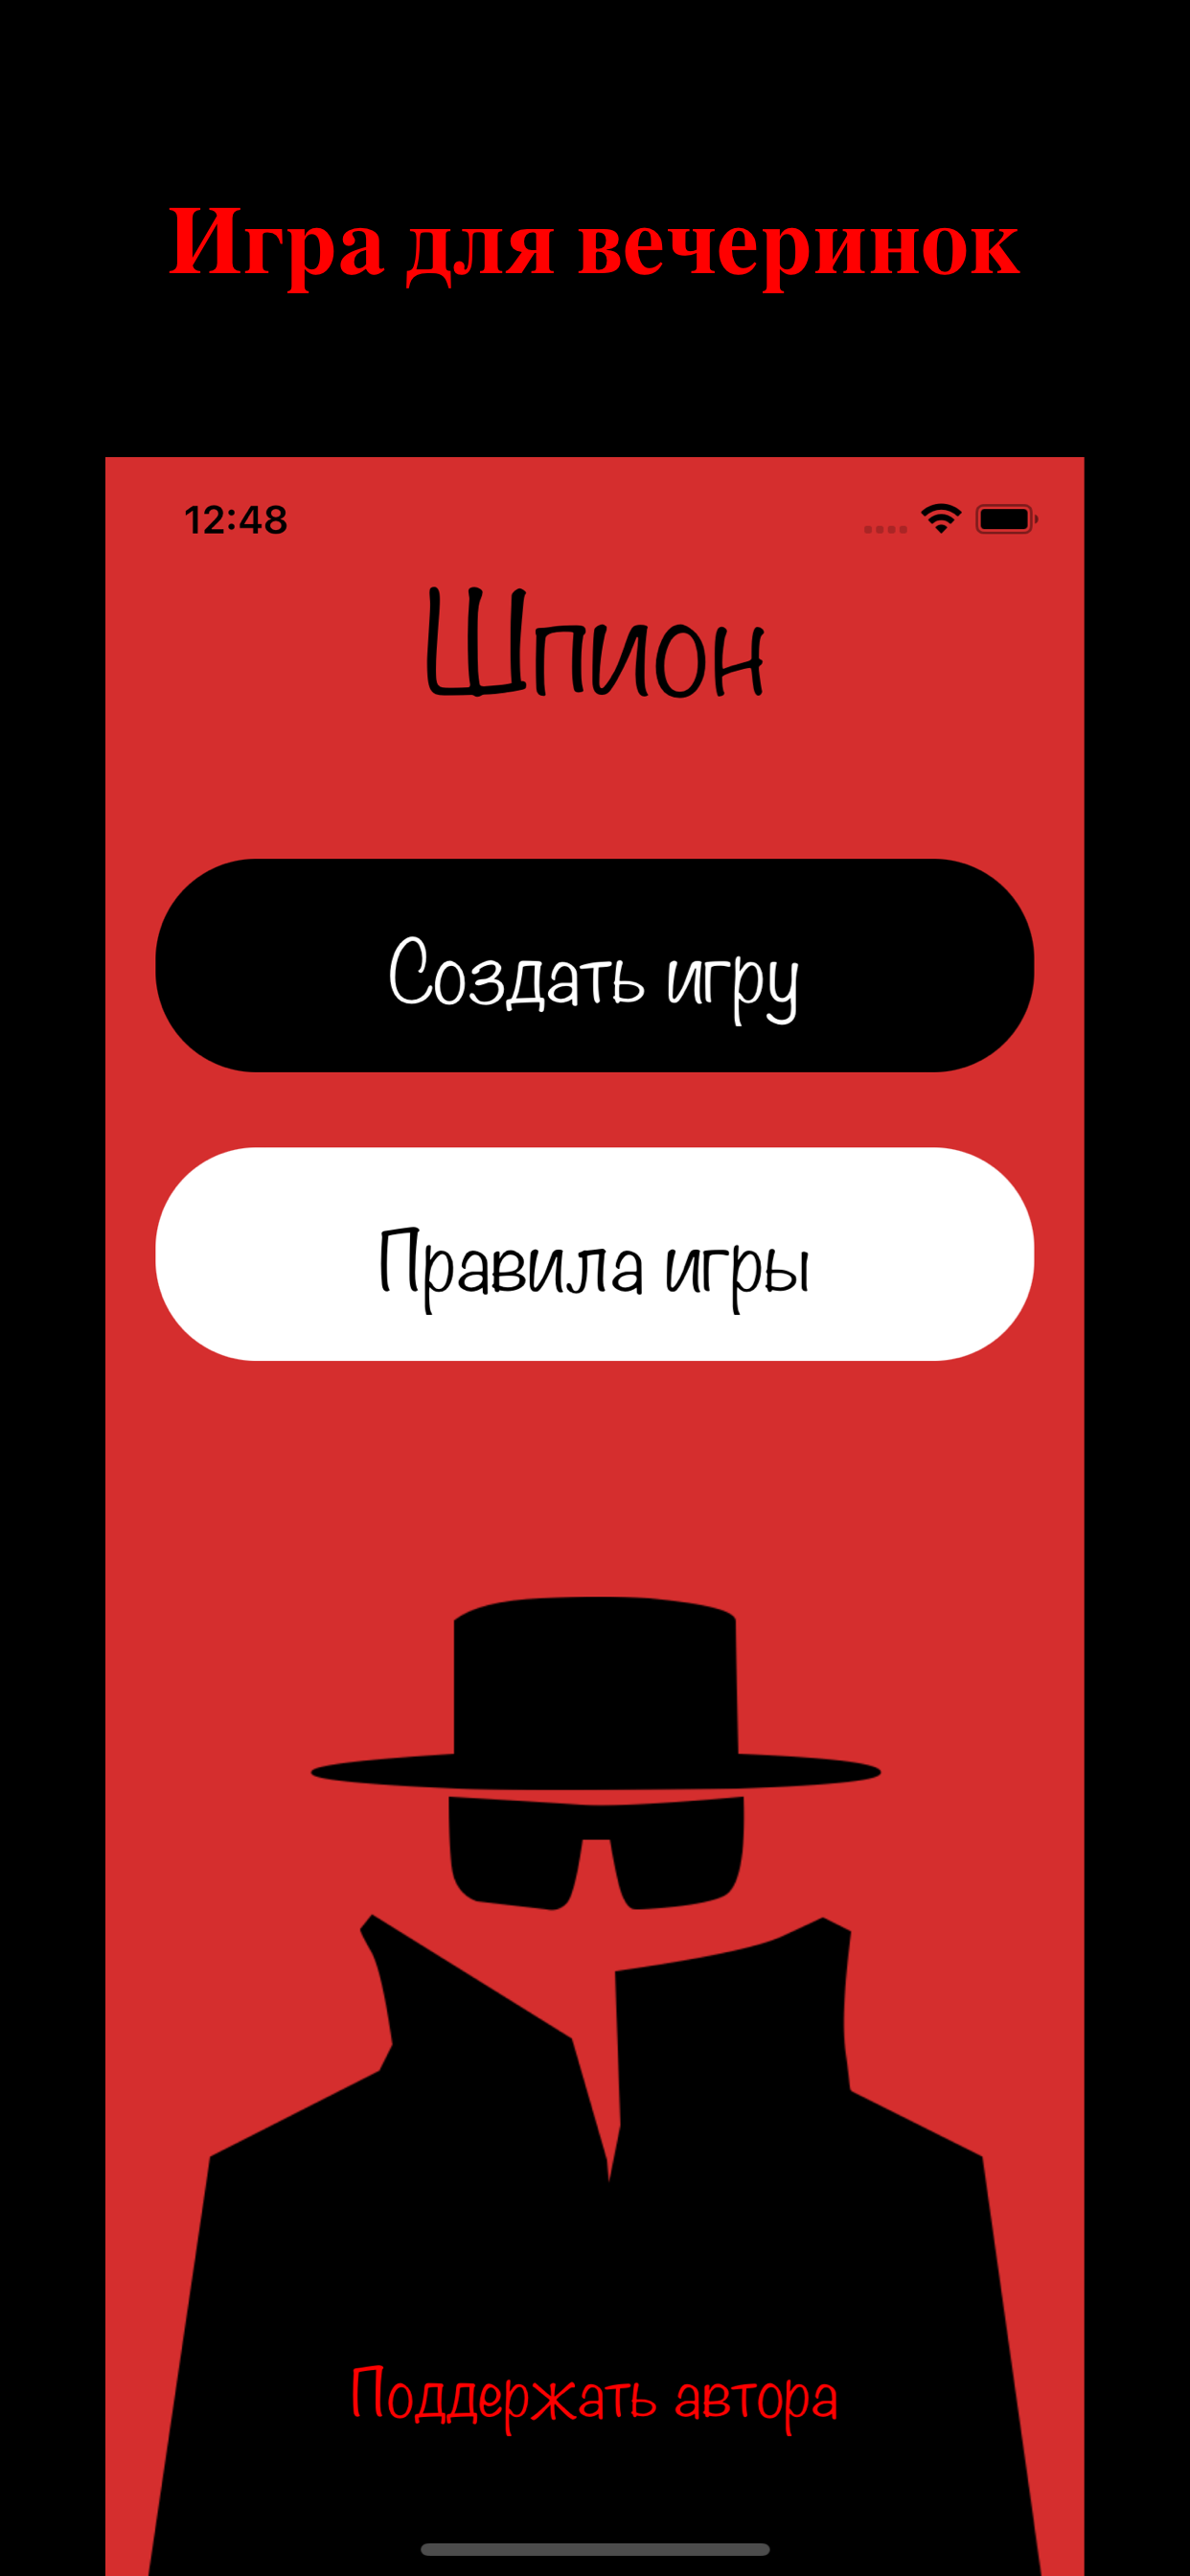 Игра для вечеринок
12:48
Шпион
Создать игру
Правила игры
Поддержать автора